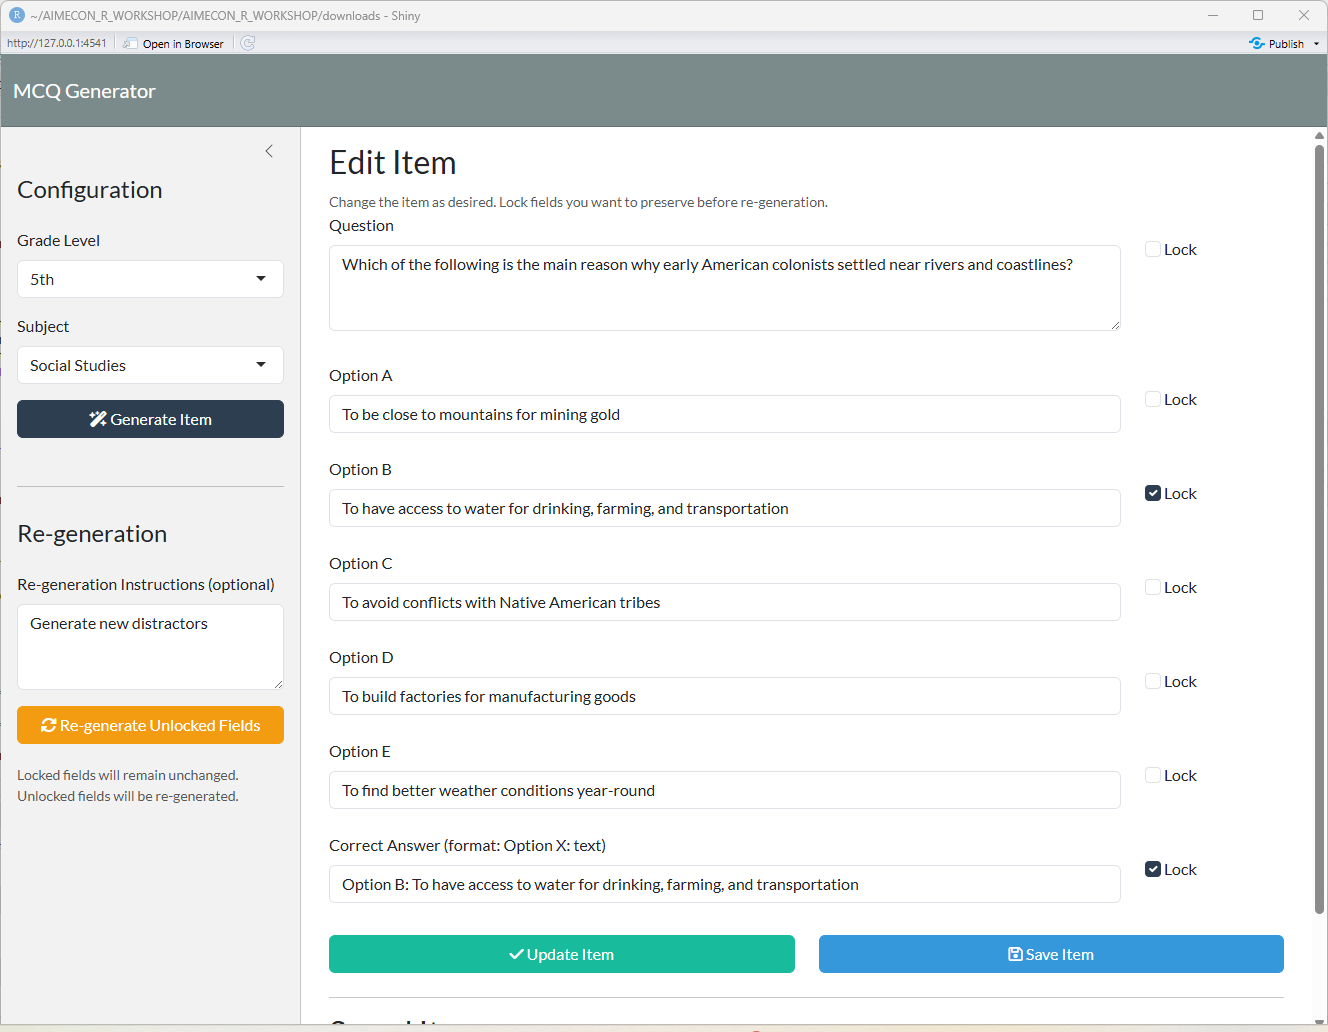 ~/AIMECON_R_WORKSHOP/AIMECON_R_WORKSHOP/downloads - Shiny
http://127.0.0.1:4541
Open in Browser
Publish
MCQ Generator
Configuration
Grade Level
5th
Subject
Social Studies
Generate Item
Re-generation
Re-generation Instructions (optional)
Generate new distractors
Re-generate Unlocked Fields
Locked fields will remain unchanged.
Unlocked fields will be re-generated.
Edit Item
Change the item as desired. Lock fields you want to preserve before re-generation.
Question
Which of the following is the main reason why early American colonists settled near rivers and coastlines?
Lock
Option A
To be close to mountains for mining gold
Lock
Option B
To have access to water for drinking, farming, and transportation
Lock
Option C
To avoid conflicts with Native American tribes
Lock
Option D
To build factories for manufacturing goods
Lock
Option E
To find better weather conditions year-round
Lock
Correct Answer (format: Option X: text)
Option B: To have access to water for drinking, farming, and transportation
Lock
Update Item
Save Item